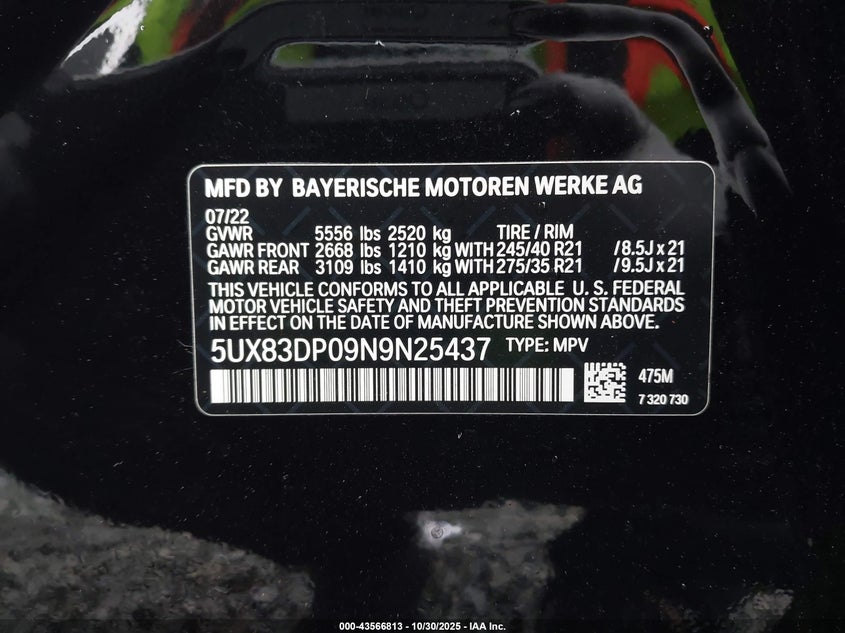 MFD BY BAYERISCHE MOTOREN WERKE AG
07/22
GVWR 5556 lbs 2520 kg TIRE / RIM
GAWR FRONT 2668 lbs 1210 kg WITH 245/40 R21 /8.5J x 21
GAWR REAR 3109 lbs 1410 kg WITH 275/35 R21 /9.5J x 21
THIS VEHICLE CONFORMS TO ALL APPLICABLE U. S. FEDERAL
MOTOR VEHICLE SAFETY AND THEFT PREVENTION STANDARDS
IN EFFECT ON THE DATE OF MANUFACTURE SHOWN ABOVE.
5UX83DP09N9N25437 TYPE: MPV
475M
7 320 730
000-43566813 - 10/30/2025 - IAA Inc.